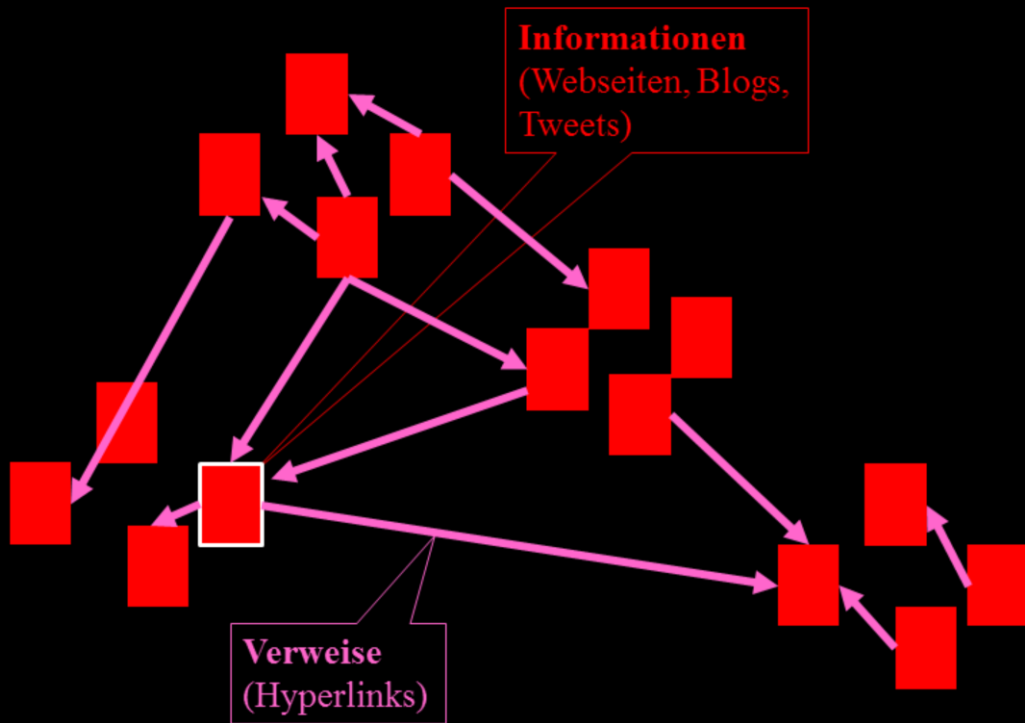 Informationen
(Webseiten, Blogs,
Tweets)
Verweise
(Hyperlinks)